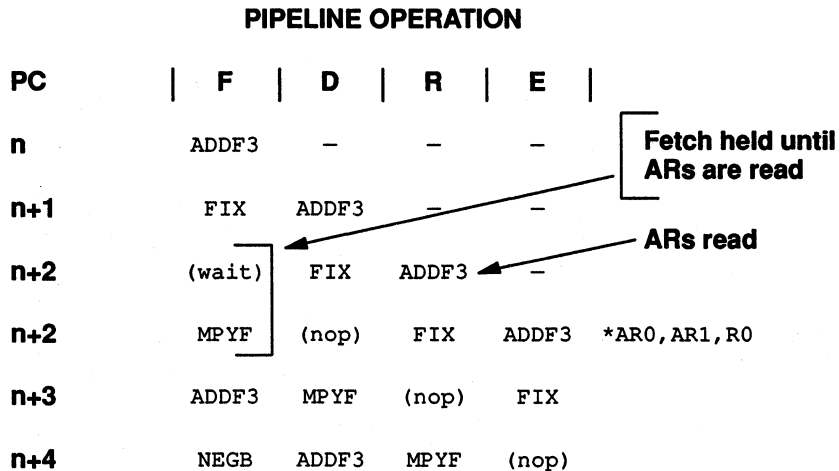 PIPELINE OPERATION
PC | F | D | R | E |
n ADDF3 – – –
Fetch held until
ARs are read
n+1 FIX ADDF3 – –
ARs read
n+2 (wait) FIX ADDF3 –
n+2 MPYF (nop) FIX ADDF3 *AR0,AR1,R0
n+3 ADDF3 MPYF (nop) FIX
n+4 NEGB ADDF3 MPYF (nop)